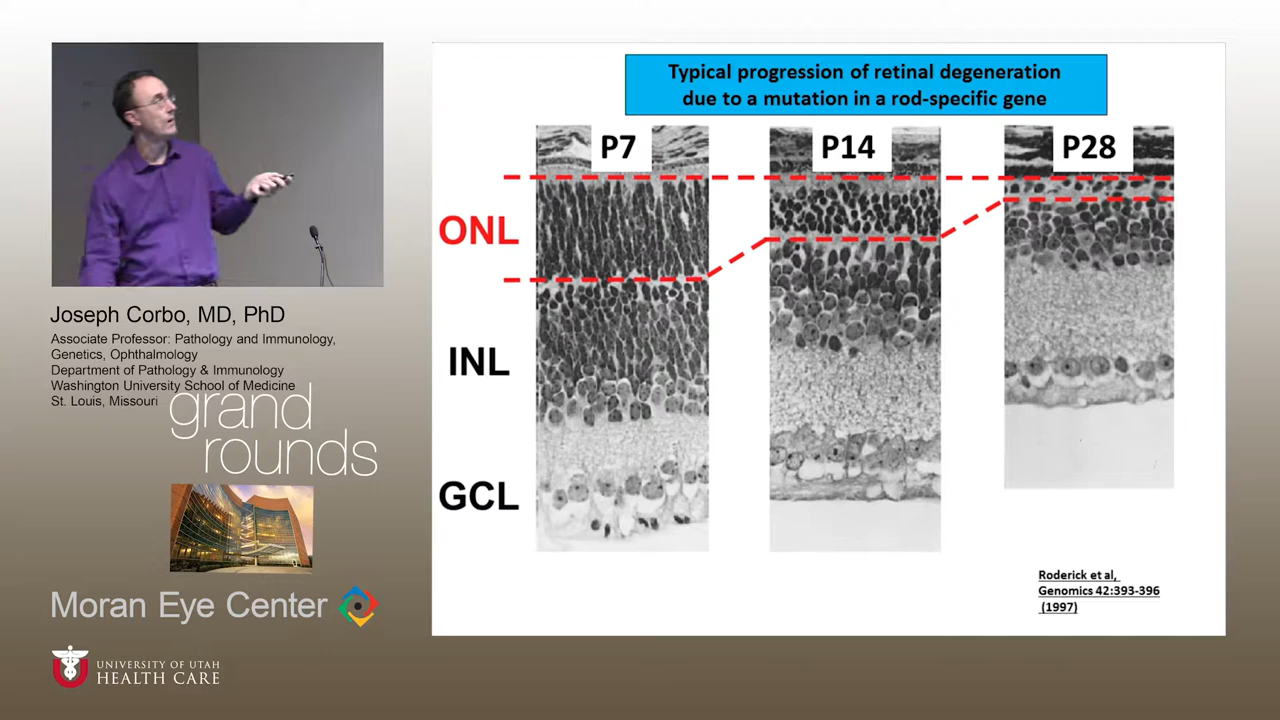 Typical progression of retinal degeneration
due to a mutation in a rod-specific gene
P7
P14
P28
ONL
INL
GCL
Roderick et al,
Genomics 42:393-396
(1997)
Joseph Corbo, MD, PhD
Associate Professor: Pathology and Immunology,
Genetics, Ophthalmology
Department of Pathology & Immunology
Washington University School of Medicine
St. Louis, Missouri
grand
rounds
Moran Eye Center
UNIVERSITY OF UTAH
HEALTH CARE